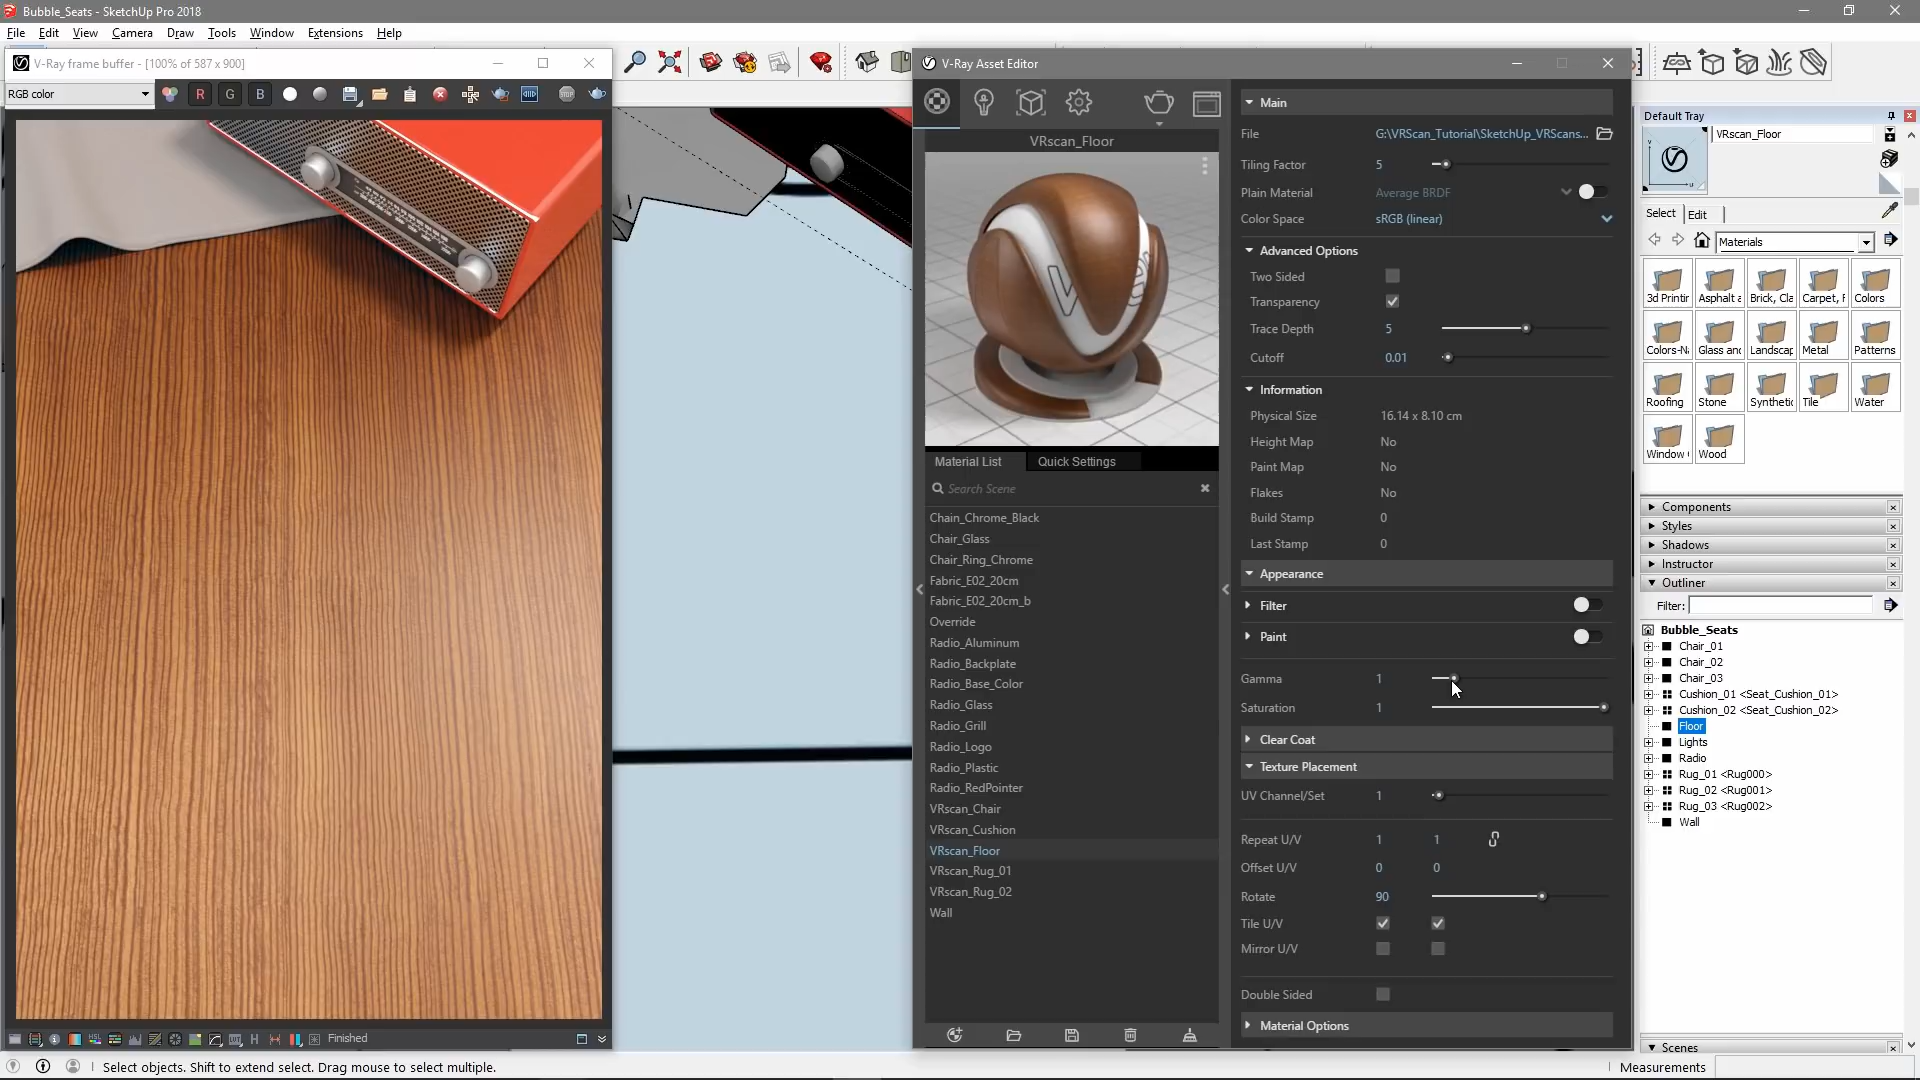 Bubble_Seats - SketchUp Pro 2018
File Edit View Camera Draw Tools Window Extensions Help
V-Ray frame buffer - [100% of 587 x 900]
RGB color
R G B
Finished
V-Ray Asset Editor
VRscan_Floor
Material List Quick Settings
Search Scene
Chain_Chrome_Black
Chair_Glass
Chair_Ring_Chrome
Fabric_E02_20cm
Fabric_E02_20cm_b
Override
Radio_Aluminum
Radio_Backplate
Radio_Base_Color
Radio_Glass
Radio_Grill
Radio_Logo
Radio_Plastic
Radio_RedPointer
VRscan_Chair
VRscan_Cushion
VRscan_Floor
VRscan_Rug_01
VRscan_Rug_02
Wall
Main
File G:\VRScan_Tutorial\SketchUp_VRScans...
Tiling Factor 5
Plain Material Average BRDF
Color Space sRGB (linear)
Advanced Options
Two Sided
Transparency
Trace Depth 5
Cutoff 0.01
Information
Physical Size 16.14 x 8.10 cm
Height Map No
Paint Map No
Flakes No
Build Stamp 0
Last Stamp 0
Appearance
Filter
Paint
Gamma 1
Saturation 1
Clear Coat
Texture Placement
UV Channel/Set 1
Repeat U/V 1 1
Offset U/V 0 0
Rotate 90
Tile U/V
Mirror U/V
Double Sided
Material Options
Default Tray
VRscan_Floor
Select Edit
Materials
3d Printin Asphalt a Brick, Cla Carpet, F Colors
Colors-Na Glass and Landscap Metal Patterns
Roofing Stone Synthetic Tile Water
Window C Wood
Components
Styles
Shadows
Instructor
Outliner
Filter:
Bubble_Seats
Chair_01
Chair_02
Chair_03
Cushion_01 <Seat_Cushion_01>
Cushion_02 <Seat_Cushion_02>
Floor
Lights
Radio
Rug_01 <Rug000>
Rug_02 <Rug001>
Rug_03 <Rug002>
Wall
Scenes
Select objects. Shift to extend select. Drag mouse to select multiple.
Measurements